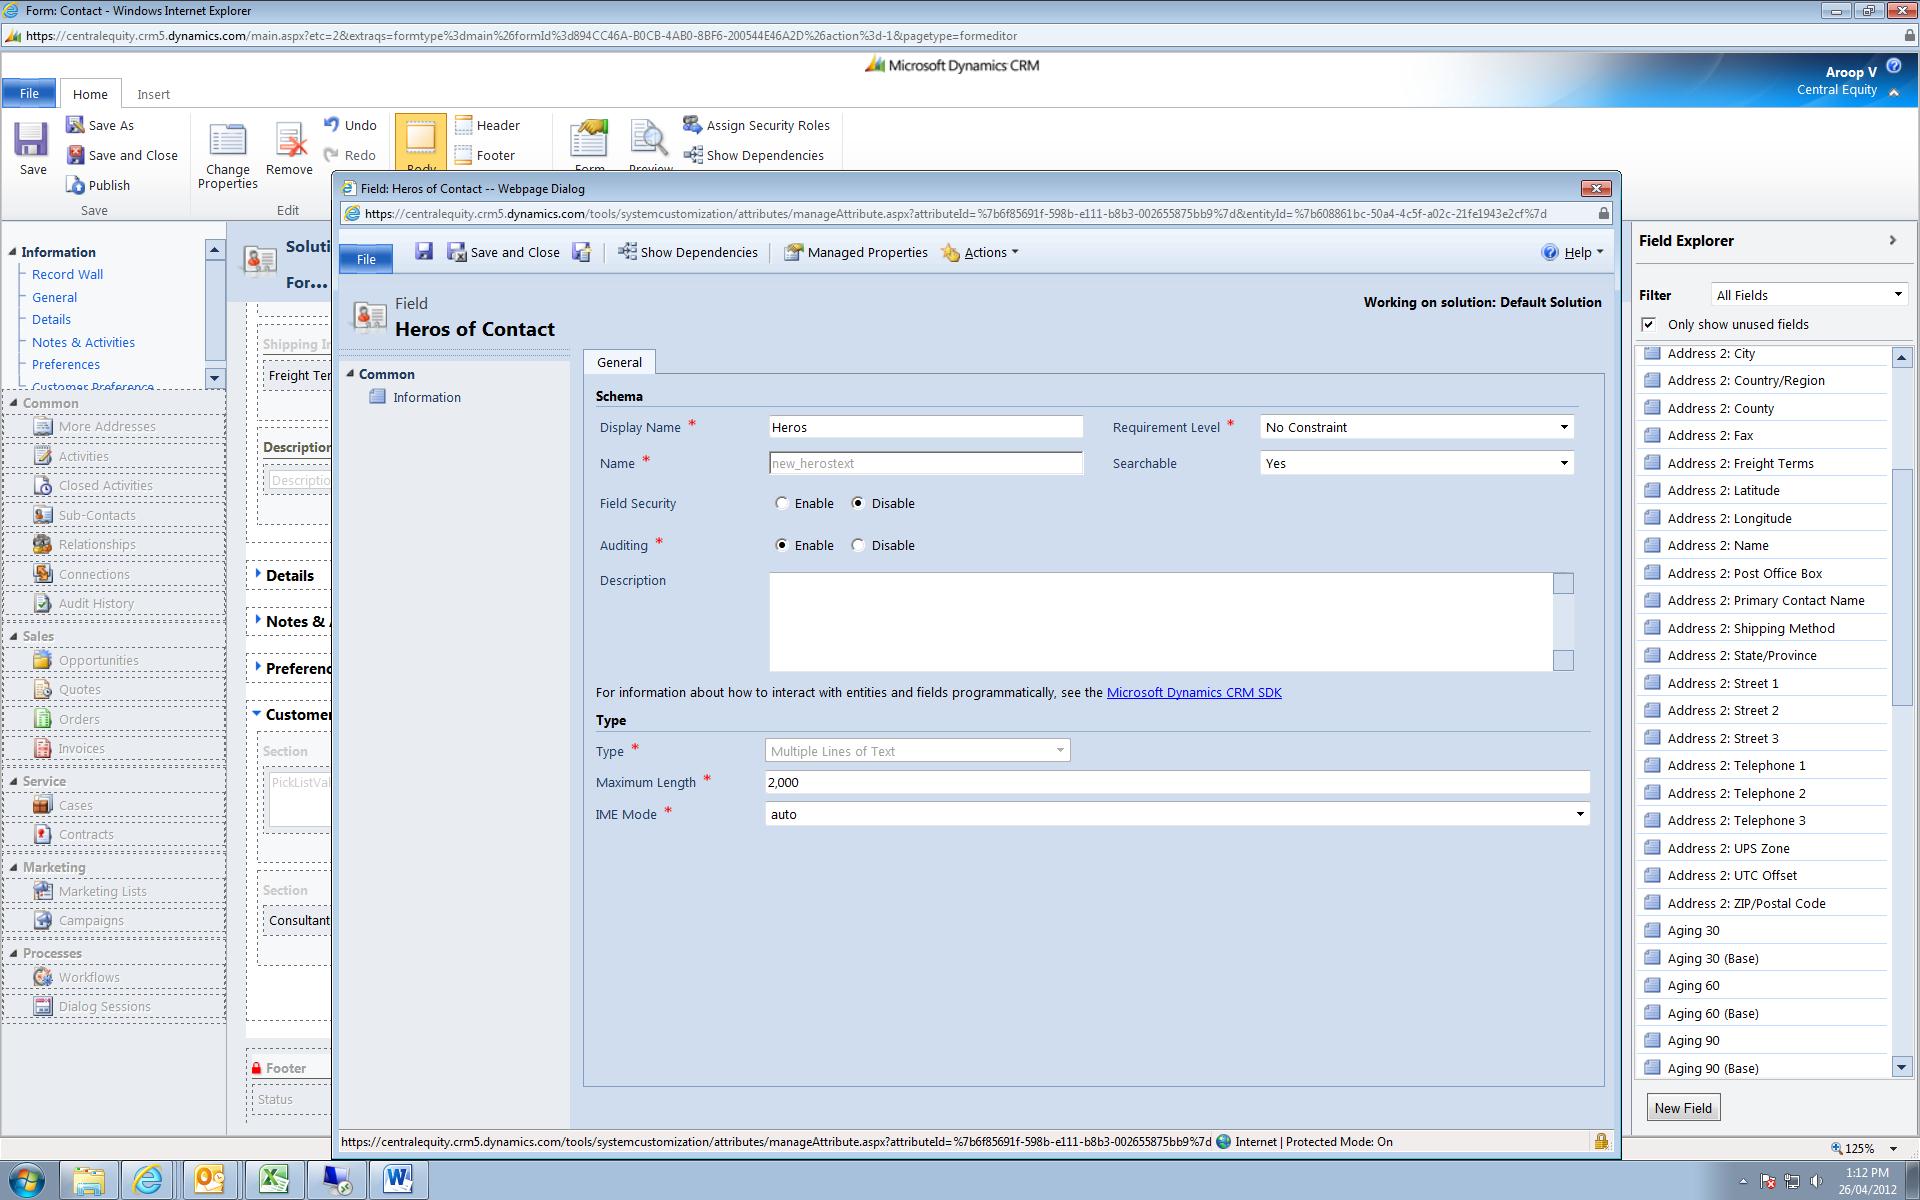 Form: Contact - Windows Internet Explorer
https://centralequity.crm5.dynamics.com/main.aspx?etc=2&extraqs=formtype%3dmain%26formId%3d894CC46A-B0CB-4AB0-8BF6-200544E46A2D%26action%3d-1&pagetype=formeditor
Microsoft Dynamics CRM
Aroop V
Central Equity
File
Home
Insert
Save
Save As
Save and Close
Publish
Save
Change Properties
Remove
Undo
Redo
Edit
Body
Header
Footer
Form
Preview
Assign Security Roles
Show Dependencies
Information
Record Wall
General
Details
Notes & Activities
Preferences
Customer Preference
Common
More Addresses
Activities
Closed Activities
Sub-Contacts
Relationships
Connections
Audit History
Sales
Opportunities
Quotes
Orders
Invoices
Service
Cases
Contracts
Marketing
Marketing Lists
Campaigns
Processes
Workflows
Dialog Sessions
Soluti
For...
Shipping In
Freight Ter
Description
Descriptio
Details
Notes & A
Preferenc
Customer
Section
PickListVal
Section
Consultant
Footer
Status
Field: Heros of Contact -- Webpage Dialog
https://centralequity.crm5.dynamics.com/tools/systemcustomization/attributes/manageAttribute.aspx?attributeId=%7b6f85691f-598b-e111-b8b3-002655875bb9%7d&entityId=%7b608861bc-50a4-4c5f-a02c-21fe1943e2cf%7d
File
Save and Close
Show Dependencies
Managed Properties
Actions
Help
Field
Heros of Contact
Working on solution: Default Solution
Common
Information
General
Schema
Display Name * Heros
Requirement Level * No Constraint
Name * new_herostext
Searchable Yes
Field Security Enable Disable
Auditing * Enable Disable
Description
For information about how to interact with entities and fields programmatically, see the Microsoft Dynamics CRM SDK
Type
Type * Multiple Lines of Text
Maximum Length * 2,000
IME Mode * auto
https://centralequity.crm5.dynamics.com/tools/systemcustomization/attributes/manageAttribute.aspx?attributeId=%7b6f85691f-598b-e111-b8b3-002655875bb9%7d
Internet | Protected Mode: On
Field Explorer
Filter All Fields
Only show unused fields
Address 2: City
Address 2: Country/Region
Address 2: County
Address 2: Fax
Address 2: Freight Terms
Address 2: Latitude
Address 2: Longitude
Address 2: Name
Address 2: Post Office Box
Address 2: Primary Contact Name
Address 2: Shipping Method
Address 2: State/Province
Address 2: Street 1
Address 2: Street 2
Address 2: Street 3
Address 2: Telephone 1
Address 2: Telephone 2
Address 2: Telephone 3
Address 2: UPS Zone
Address 2: UTC Offset
Address 2: ZIP/Postal Code
Aging 30
Aging 30 (Base)
Aging 60
Aging 60 (Base)
Aging 90
Aging 90 (Base)
New Field
125%
1:12 PM
26/04/2012